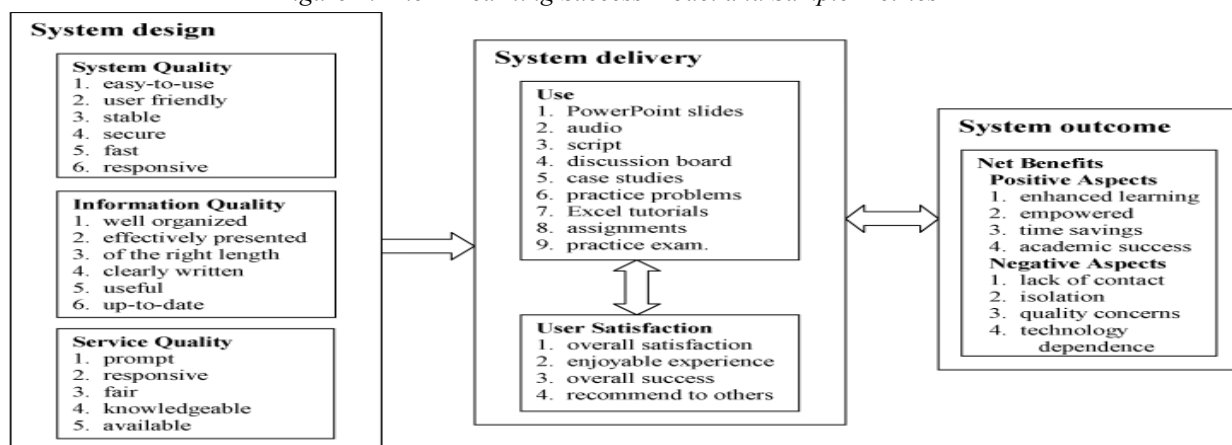 System design
System Quality
1. easy-to-use
2. user friendly
3. stable
4. secure
5. fast
6. responsive
Information Quality
1. well organized
2. effectively presented
3. of the right length
4. clearly written
5. useful
6. up-to-date
Service Quality
1. prompt
2. responsive
3. fair
4. knowledgeable
5. available
System delivery
Use
1. PowerPoint slides
2. audio
3. script
4. discussion board
5. case studies
6. practice problems
7. Excel tutorials
8. assignments
9. practice exam.
User Satisfaction
1. overall satisfaction
2. enjoyable experience
3. overall success
4. recommend to others
System outcome
Net Benefits
Positive Aspects
1. enhanced learning
2. empowered
3. time savings
4. academic success
Negative Aspects
1. lack of contact
2. isolation
3. quality concerns
4. technology
dependence